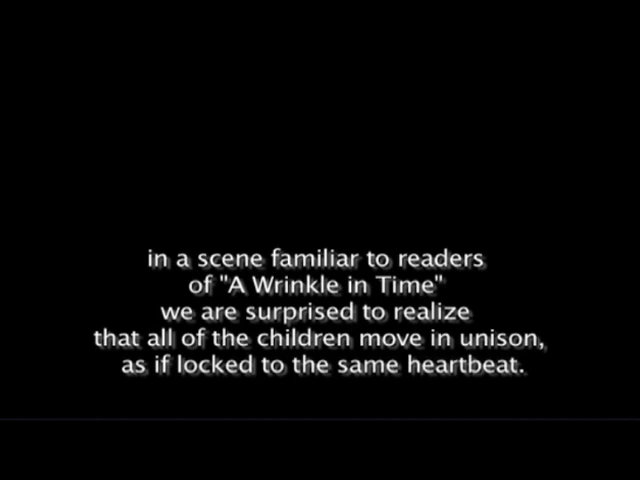 in a scene familiar to readers
of "A Wrinkle in Time"
we are surprised to realize
that all of the children move in unison,
as if locked to the same heartbeat.